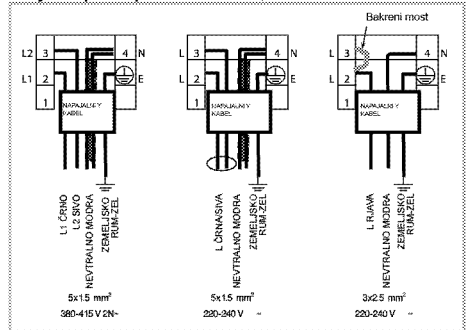 Bakreni most
L2 3 4 N
L1 2 E
1
NAPAJALNI KABEL
L1 ČRNO
L2 SIVO
NEVTRALNO MODRA
ZEMELJSKO RUM-ZEL
5x1.5 mm²
380-415 V 2N~
3 4 N
L 2 E
1
NAPAJALNI KABEL
L ČRNA/SIVA
NEVTRALNO MODRA
ZEMELJSKO RUM-ZEL
5x1.5 mm²
220-240 V ~
L 3 4 N
L 2 E
1
NAPAJALNI KABEL
L RJAVA
NEVTRALNO MODRA
ZEMELJSKO RUM-ZEL
3x2.5 mm²
220-240 V ~